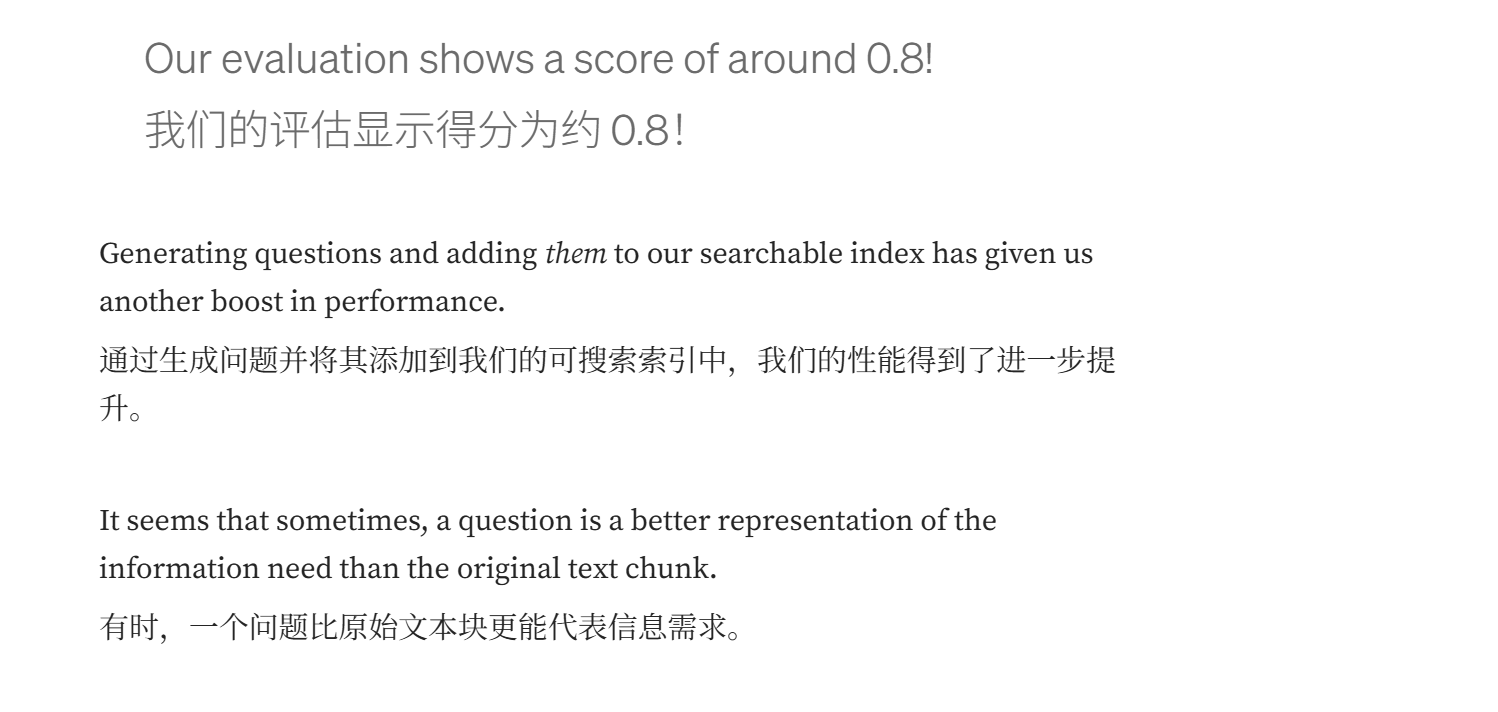 Our evaluation shows a score of around 0.8!
我们的评估显示得分为约 0.8！
Generating questions and adding them to our searchable index has given us
another boost in performance.
通过生成问题并将其添加到我们的可搜索索引中，我们的性能得到了进一步提
升。
It seems that sometimes, a question is a better representation of the
information need than the original text chunk.
有时，一个问题比原始文本块更能代表信息需求。